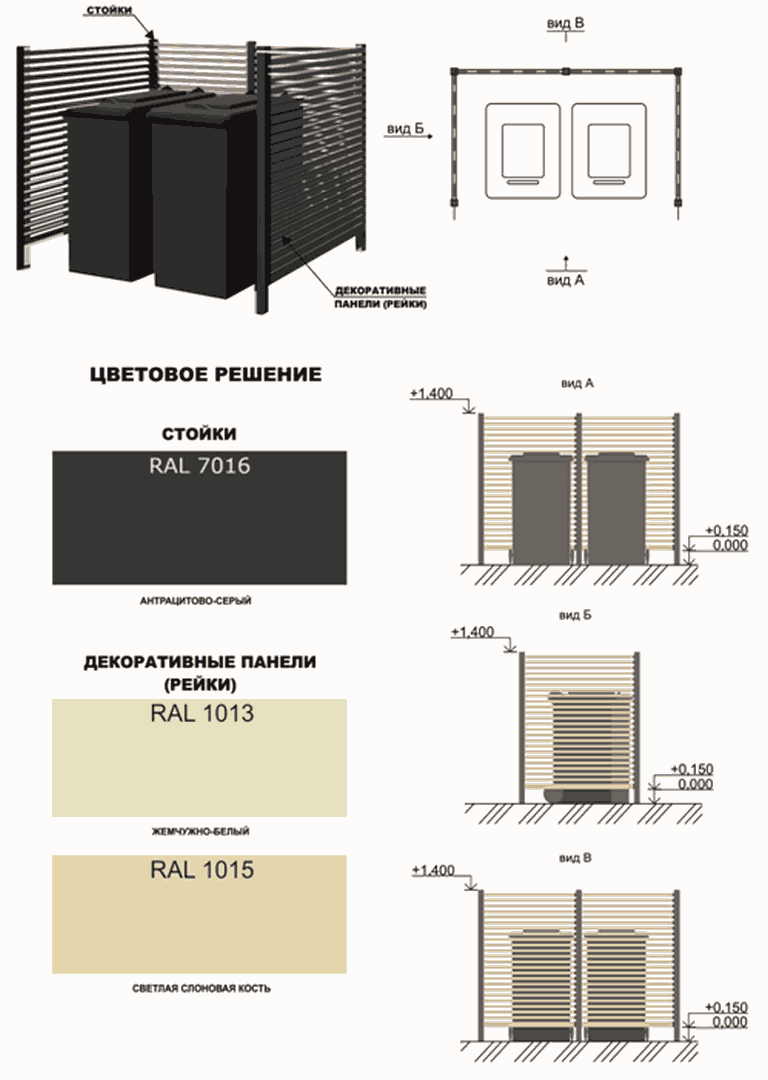 СТОЙКИ
вид В
вид Б
вид А
ДЕКОРАТИВНЫЕ
ПАНЕЛИ (РЕЙКИ)
ЦВЕТОВОЕ РЕШЕНИЕ
СТОЙКИ
RAL 7016
АНТРАЦИТОВО-СЕРЫЙ
ДЕКОРАТИВНЫЕ ПАНЕЛИ
(РЕЙКИ)
RAL 1013
ЖЕМЧУЖНО-БЕЛЫЙ
RAL 1015
СВЕТЛАЯ СЛОНОВАЯ КОСТЬ
вид А
+1,400
+0,150
0,000
вид Б
+1,400
+0,150
0,000
вид В
+1,400
+0,150
0,000